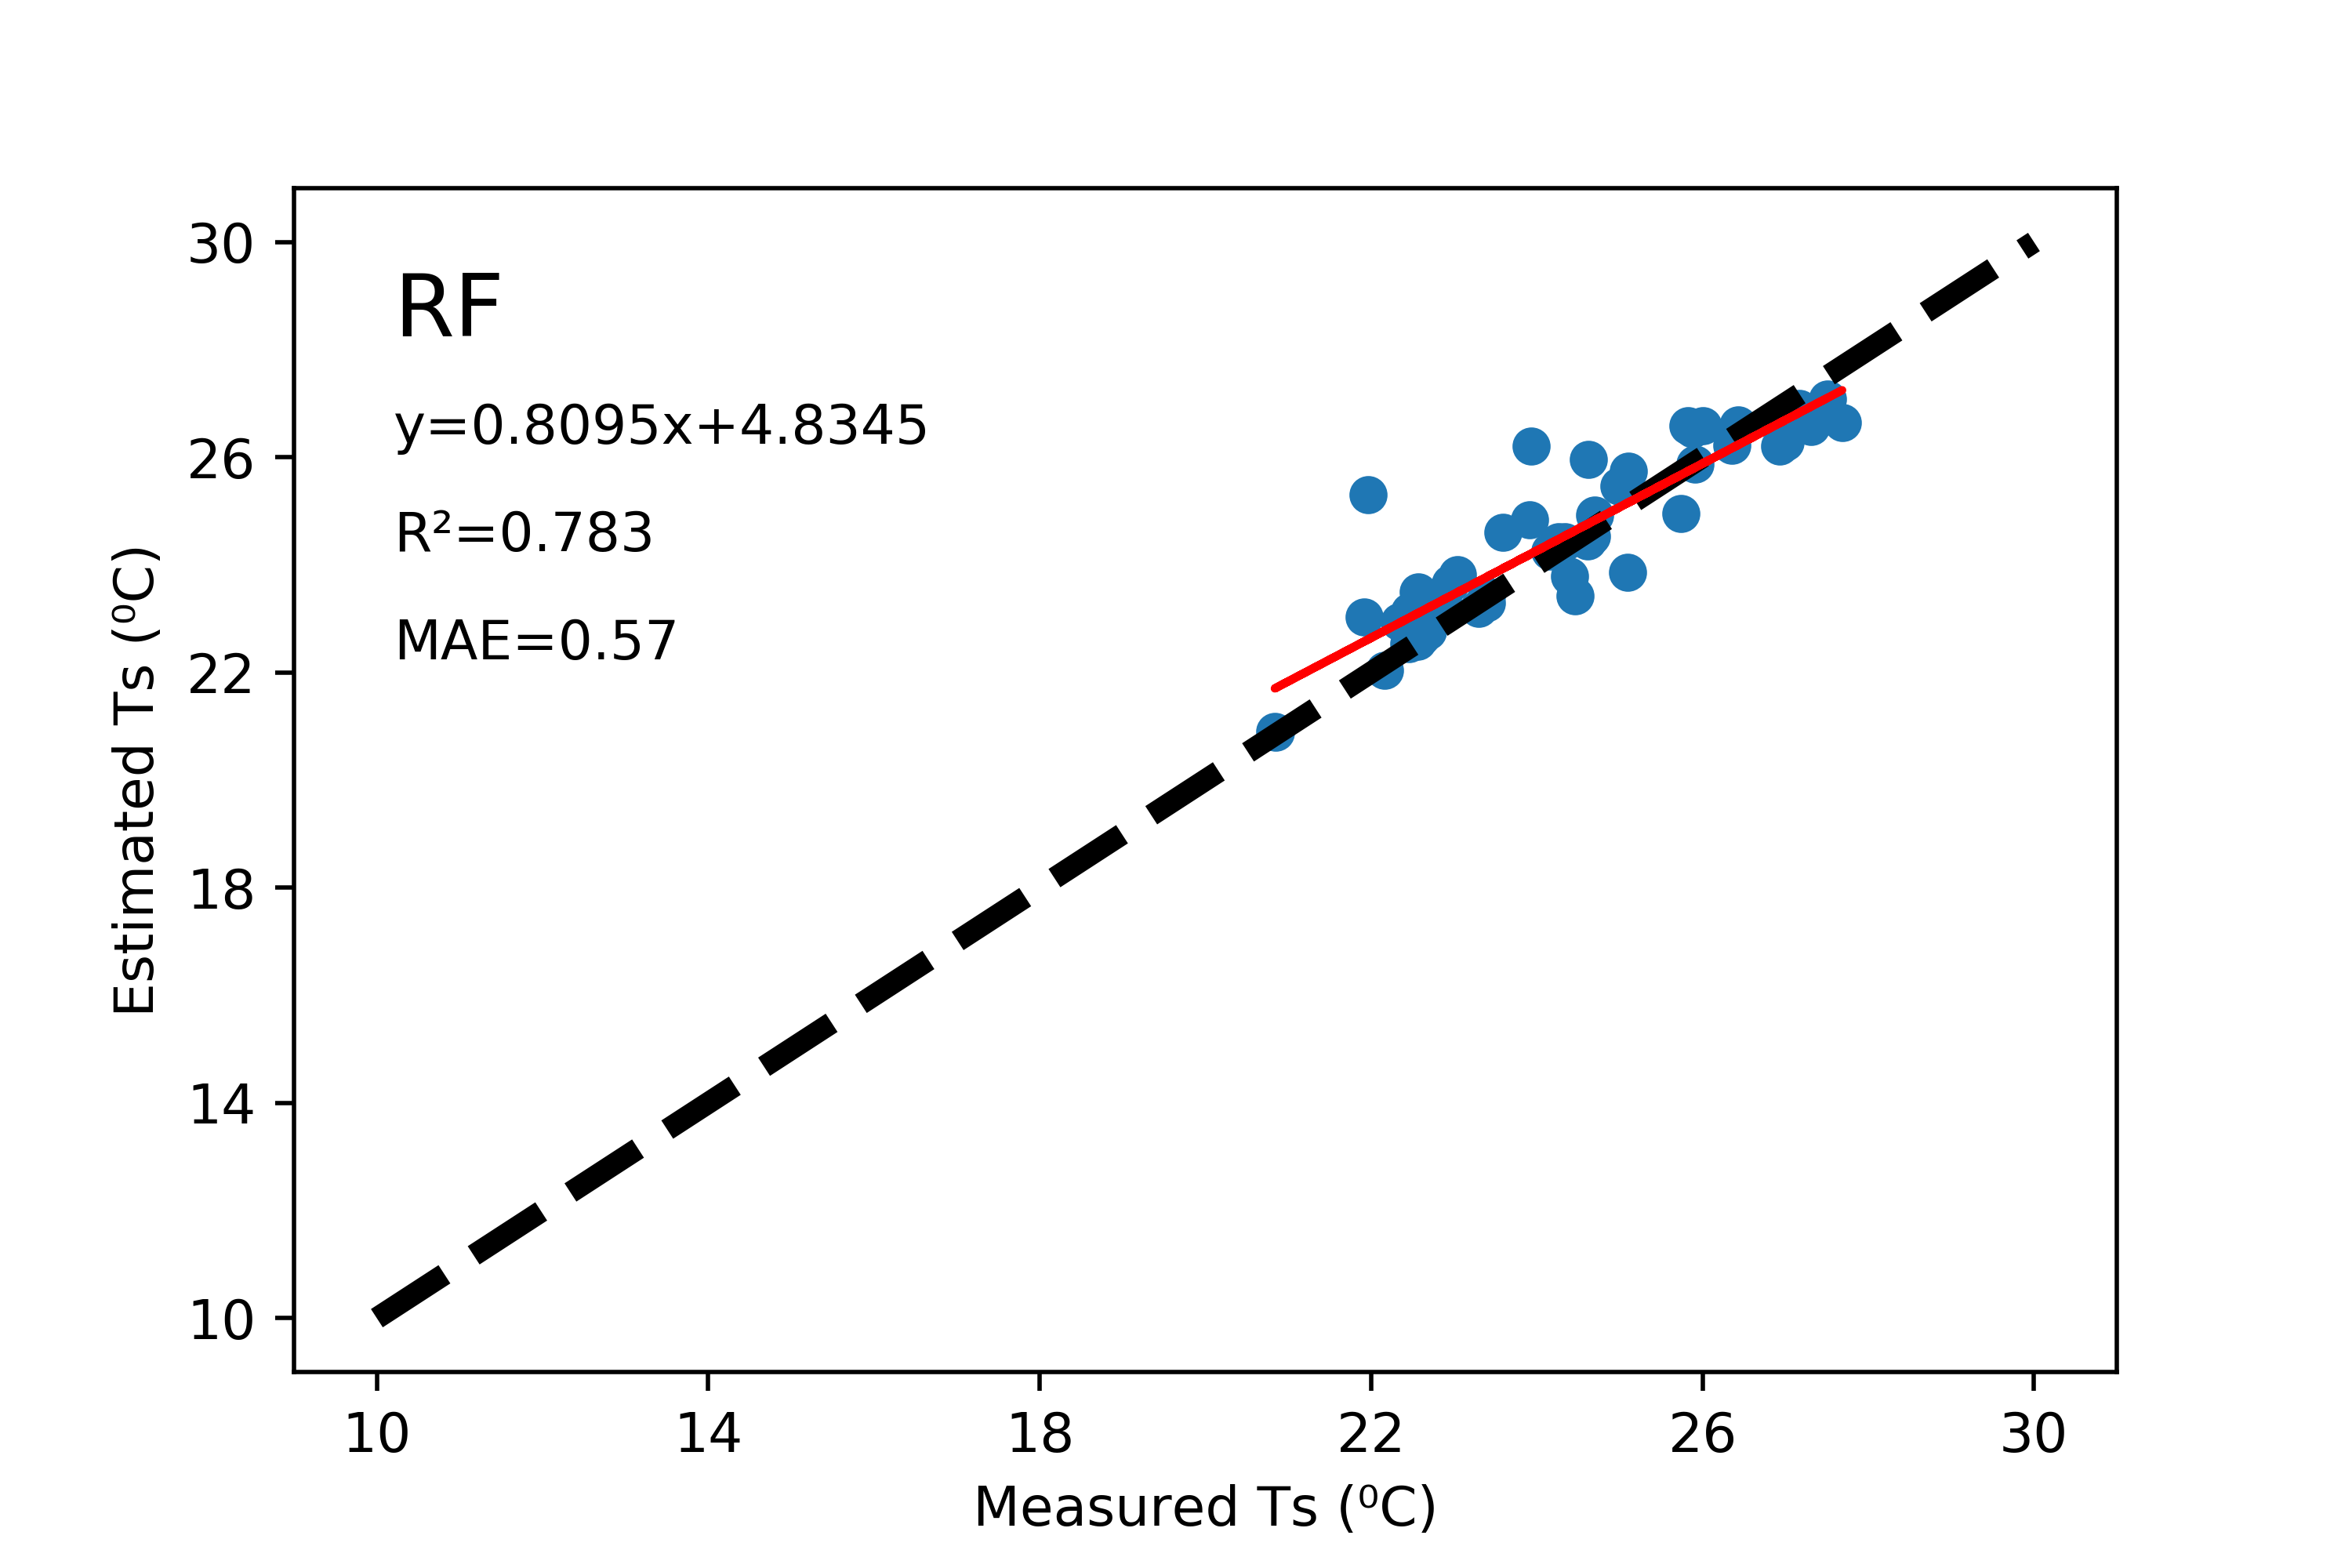 RF
y=0.8095x+4.8345
R²=0.783
MAE=0.57
30
26
22
18
14
10
Estimated Ts (⁰C)
10 14 18 22 26 30
Measured Ts (⁰C)